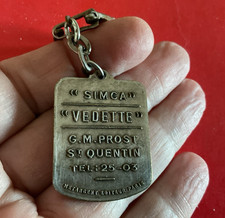 "SIMCA"
"VEDETTE"
G.M.PROST
ST QUENTIN
TEL:25-03